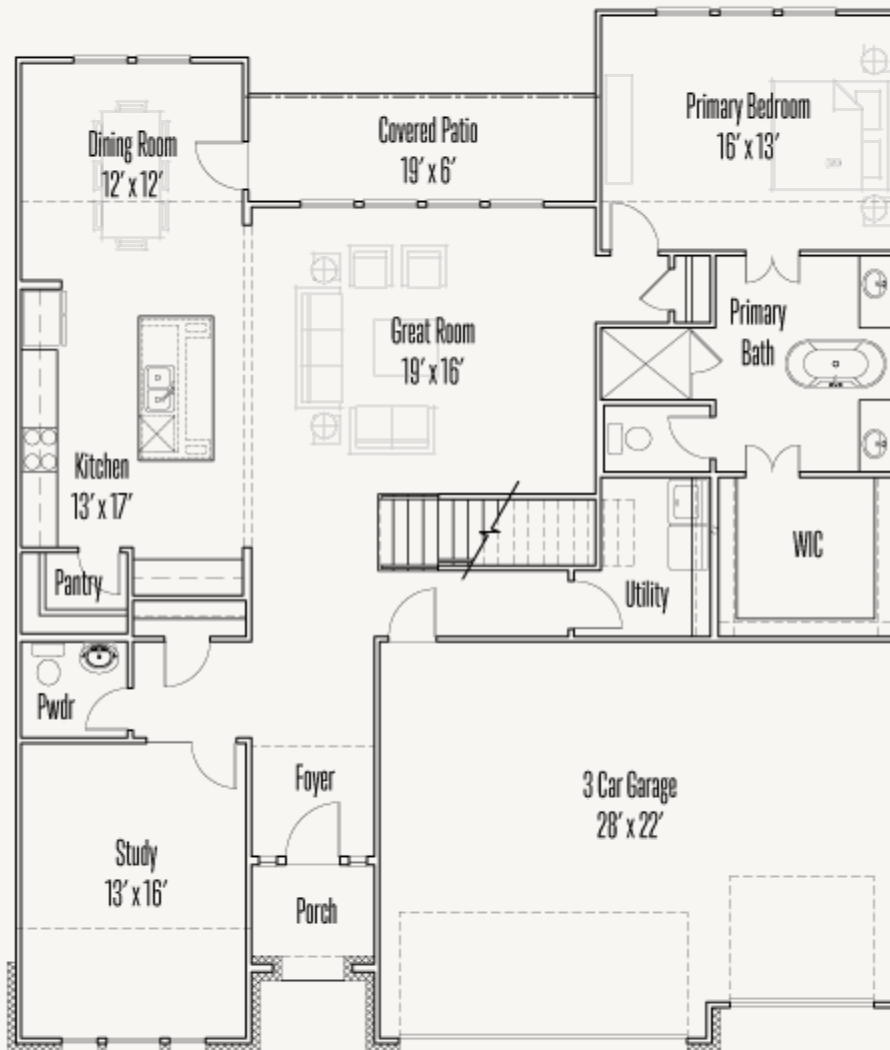 Primary Bedroom
16' x 13'
Covered Patio
19' x 6'
Dining Room
12' x 12'
Primary
Bath
Great Room
19' x 16'
Kitchen
13' x 17'
WIC
Pantry
Utility
Pwdr
Foyer
3 Car Garage
28' x 22'
Study
13' x 16'
Porch